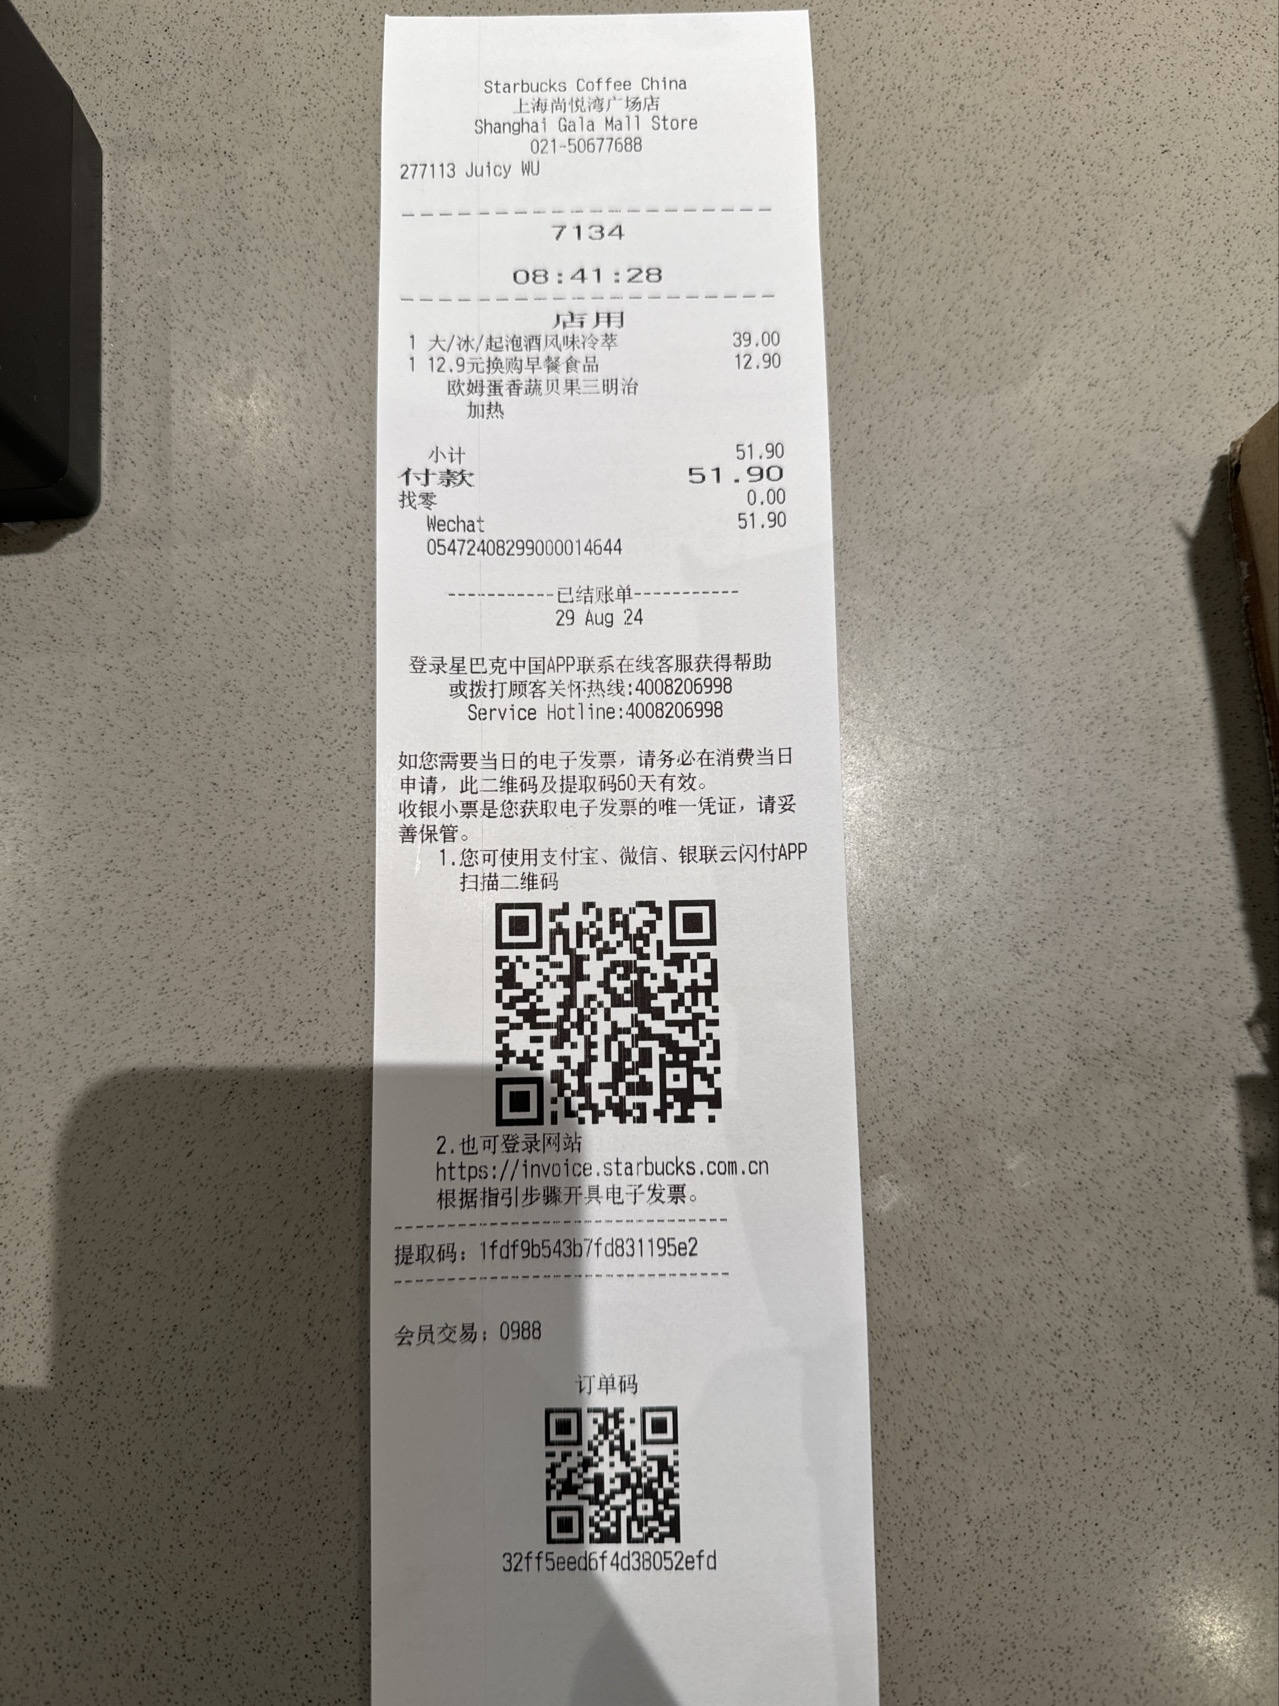 Starbucks Coffee China
上海尚悦湾广场店
Shanghai Gala Mall Store
021-50677688
277113 Juicy WU
7134
08:41:28
店用
1 大/冰/起泡酒风味冷萃 39.00
1 12.9元换购早餐食品 12.90
欧姆蛋香蔬贝果三明治
加热
小计 51.90
付款 51.90
找零 0.00
Wechat 51.90
05472408299000014644
-----------已结账单-----------
29 Aug 24
登录星巴克中国APP联系在线客服获得帮助
或拨打顾客关怀热线:4008206998
Service Hotline:4008206998
如您需要当日的电子发票，请务必在消费当日
申请，此二维码及提取码60天有效。
收银小票是您获取电子发票的唯一凭证，请妥
善保管。
1.您可使用支付宝、微信、银联云闪付APP
扫描二维码
2.也可登录网站
https://invoice.starbucks.com.cn
根据指引步骤开具电子发票。
提取码：1fdf9b543b7fd831195e2
会员交易：0988
订单码
32ff5eed6f4d38052efd